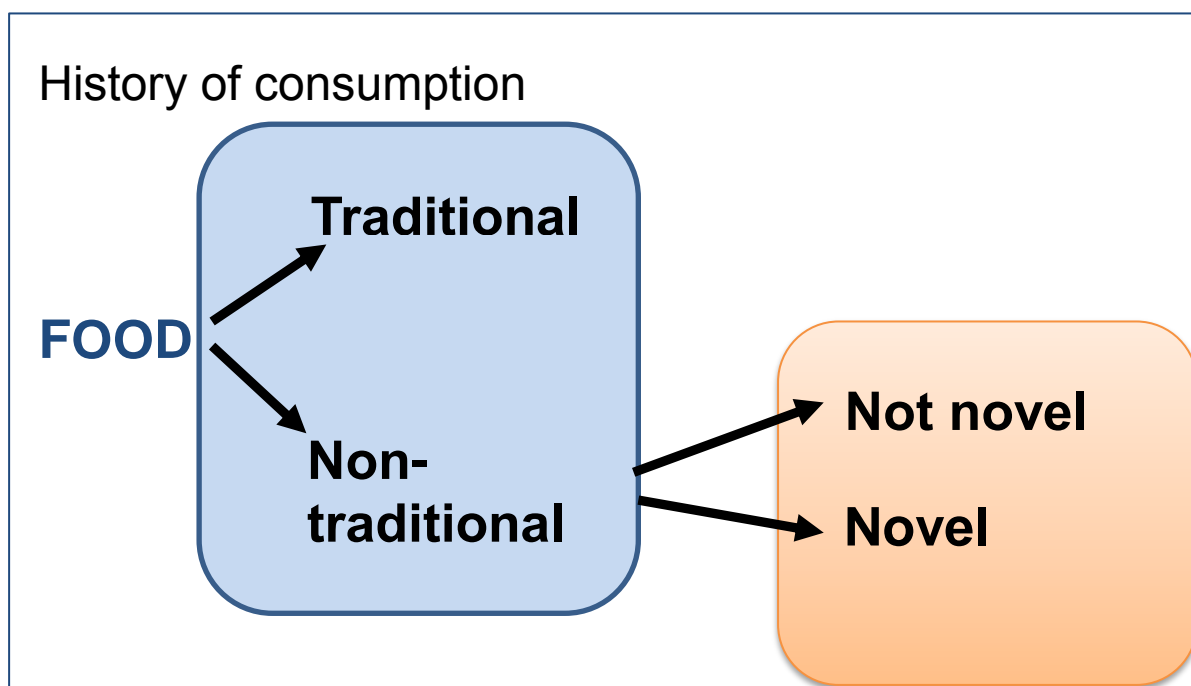 History of consumption
Traditional
FOOD
Non-
traditional
Not novel
Novel